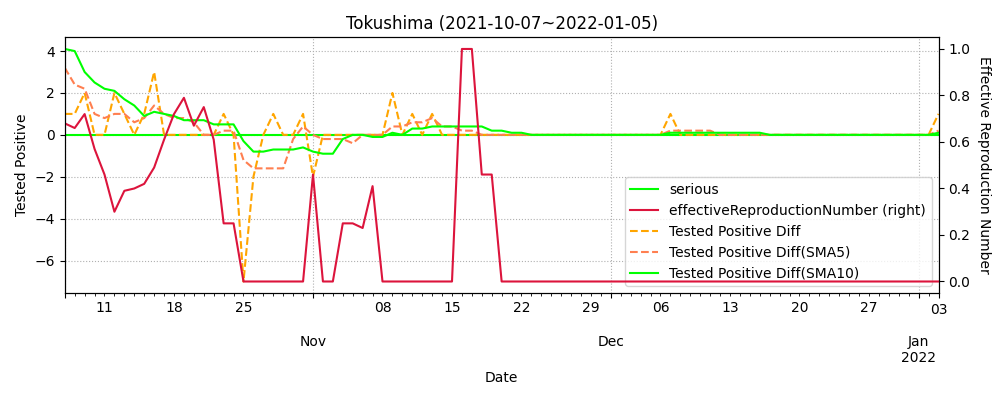 Tokushima (2021-10-07~2022-01-05)
4
2
0
−2
−4
−6
Tested Positive
1.0
0.8
0.6
0.4
0.2
0.0
Effective Reproduction Number
serious
effectiveReproductionNumber (right)
Tested Positive Diff
Tested Positive Diff(SMA5)
Tested Positive Diff(SMA10)
11 18 25 08 15 22 29 06 13 20 27 03
Nov Dec Jan
2022
Date